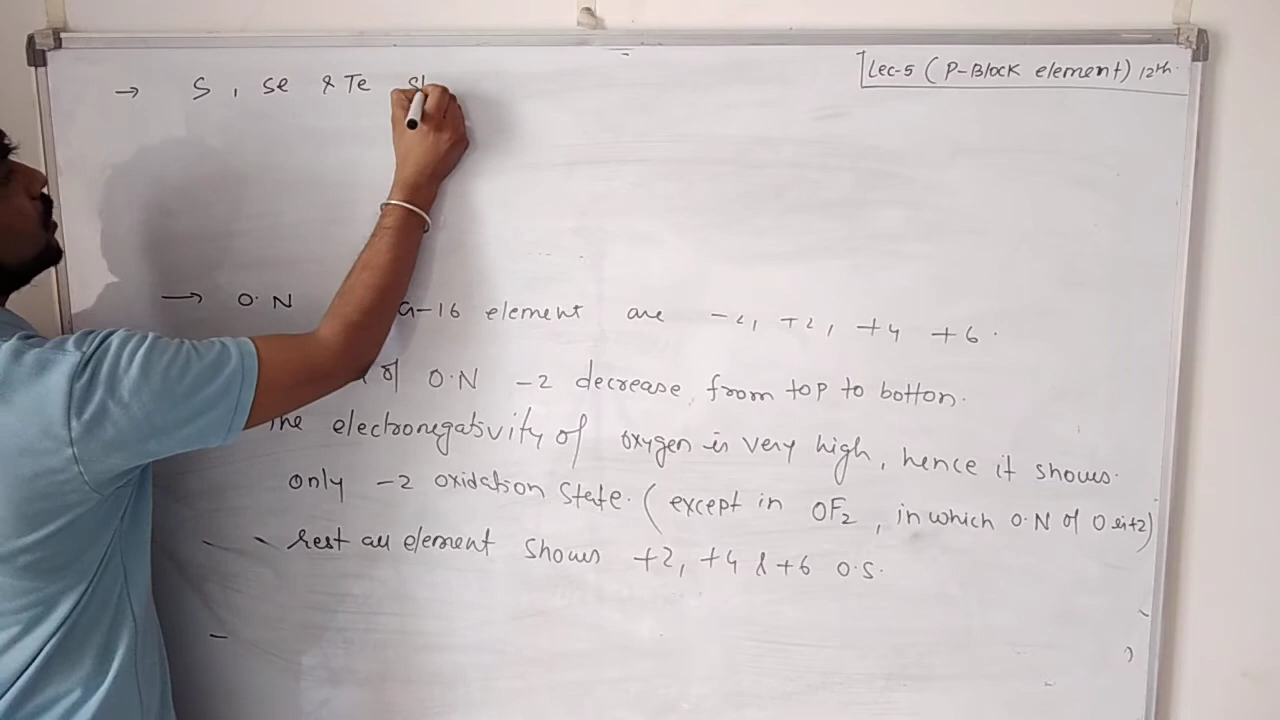 Lec-5 (P-Block element) 12th.
→ S, se & Te
→ O.N G-16 element are -2, +2, +4 +6.
of O.N -2 decrease, from top to bottom.
The electronegativity of oxygen is very high, hence it shows.
only -2 oxidation state. (except in OF2, in which O.N of O is +2)
rest all element shows +2, +4 & +6 O.S.